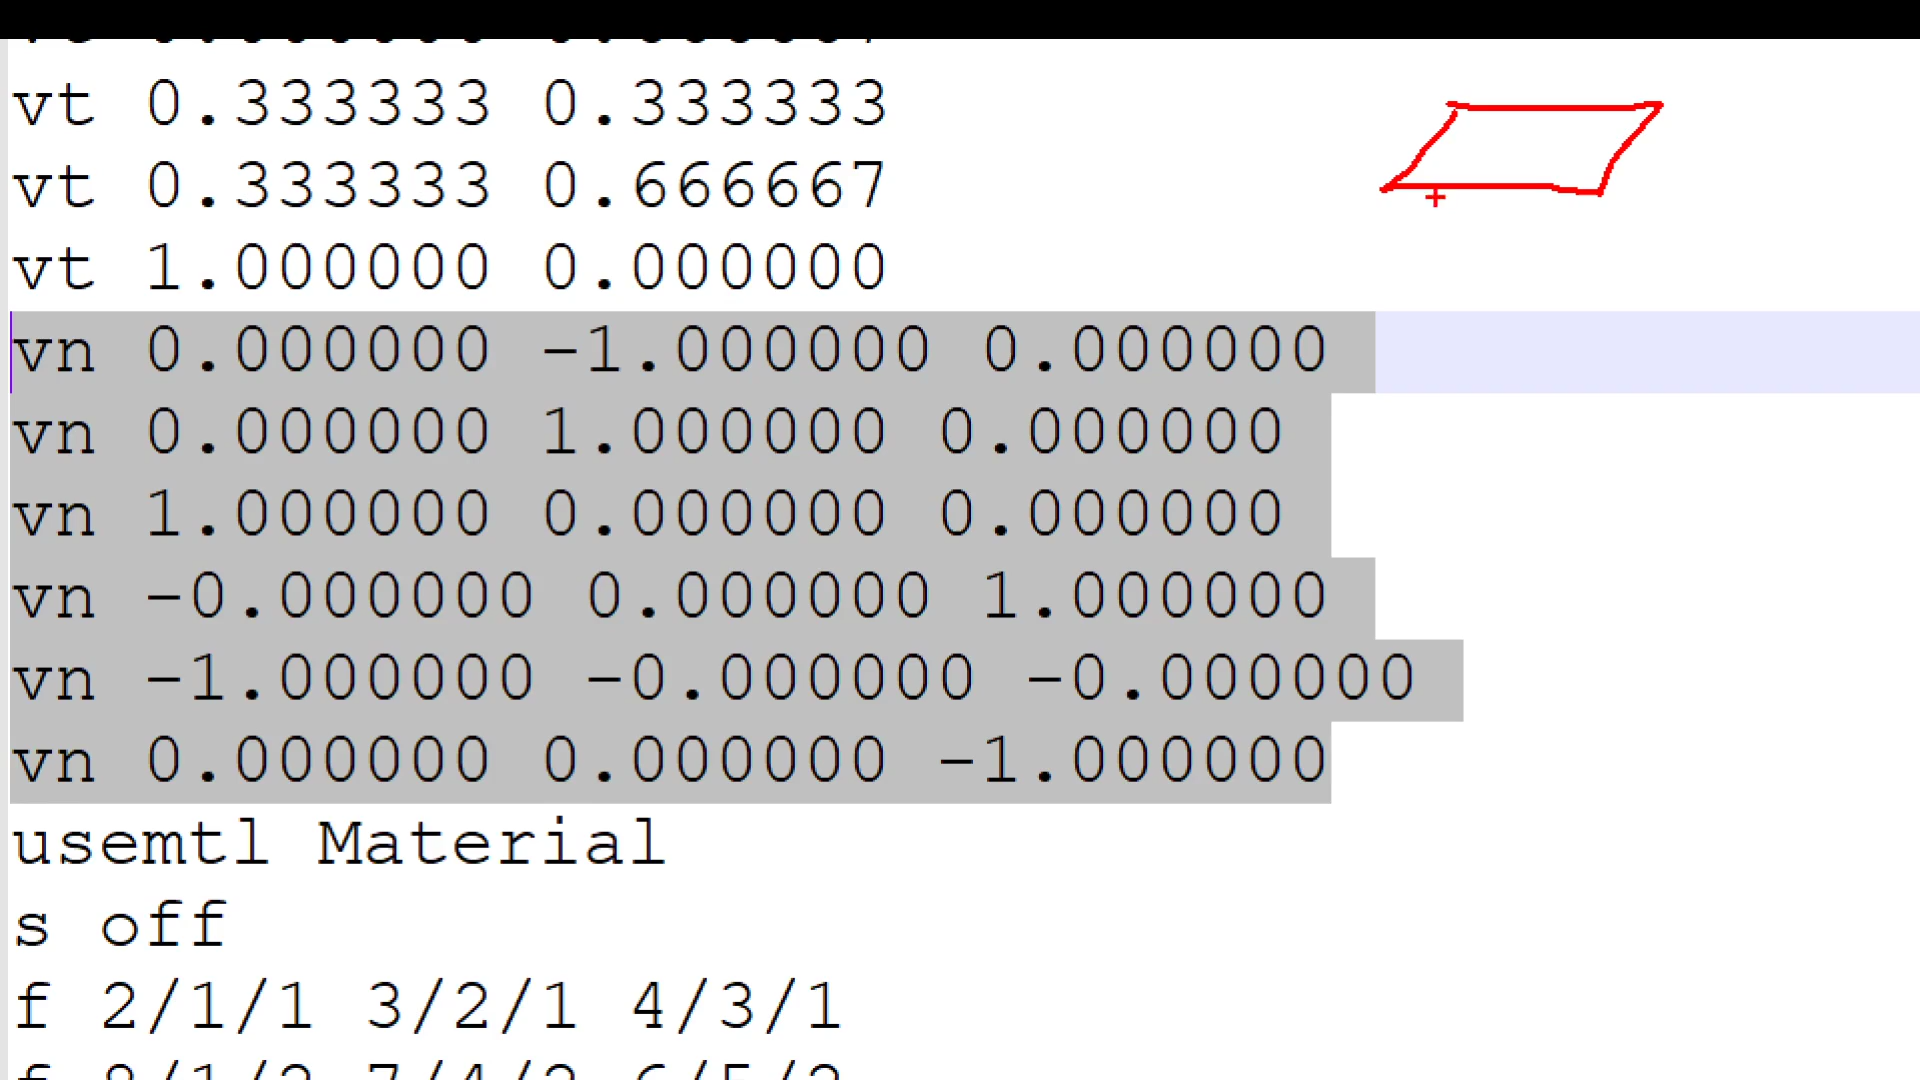 vt 0.333333 0.333333
vt 0.333333 0.666667
vt 1.000000 0.000000
vn 0.000000 -1.000000 0.000000
vn 0.000000 1.000000 0.000000
vn 1.000000 0.000000 0.000000
vn -0.000000 0.000000 1.000000
vn -1.000000 -0.000000 -0.000000
vn 0.000000 0.000000 -1.000000
usemtl Material
s off
f 2/1/1 3/2/1 4/3/1